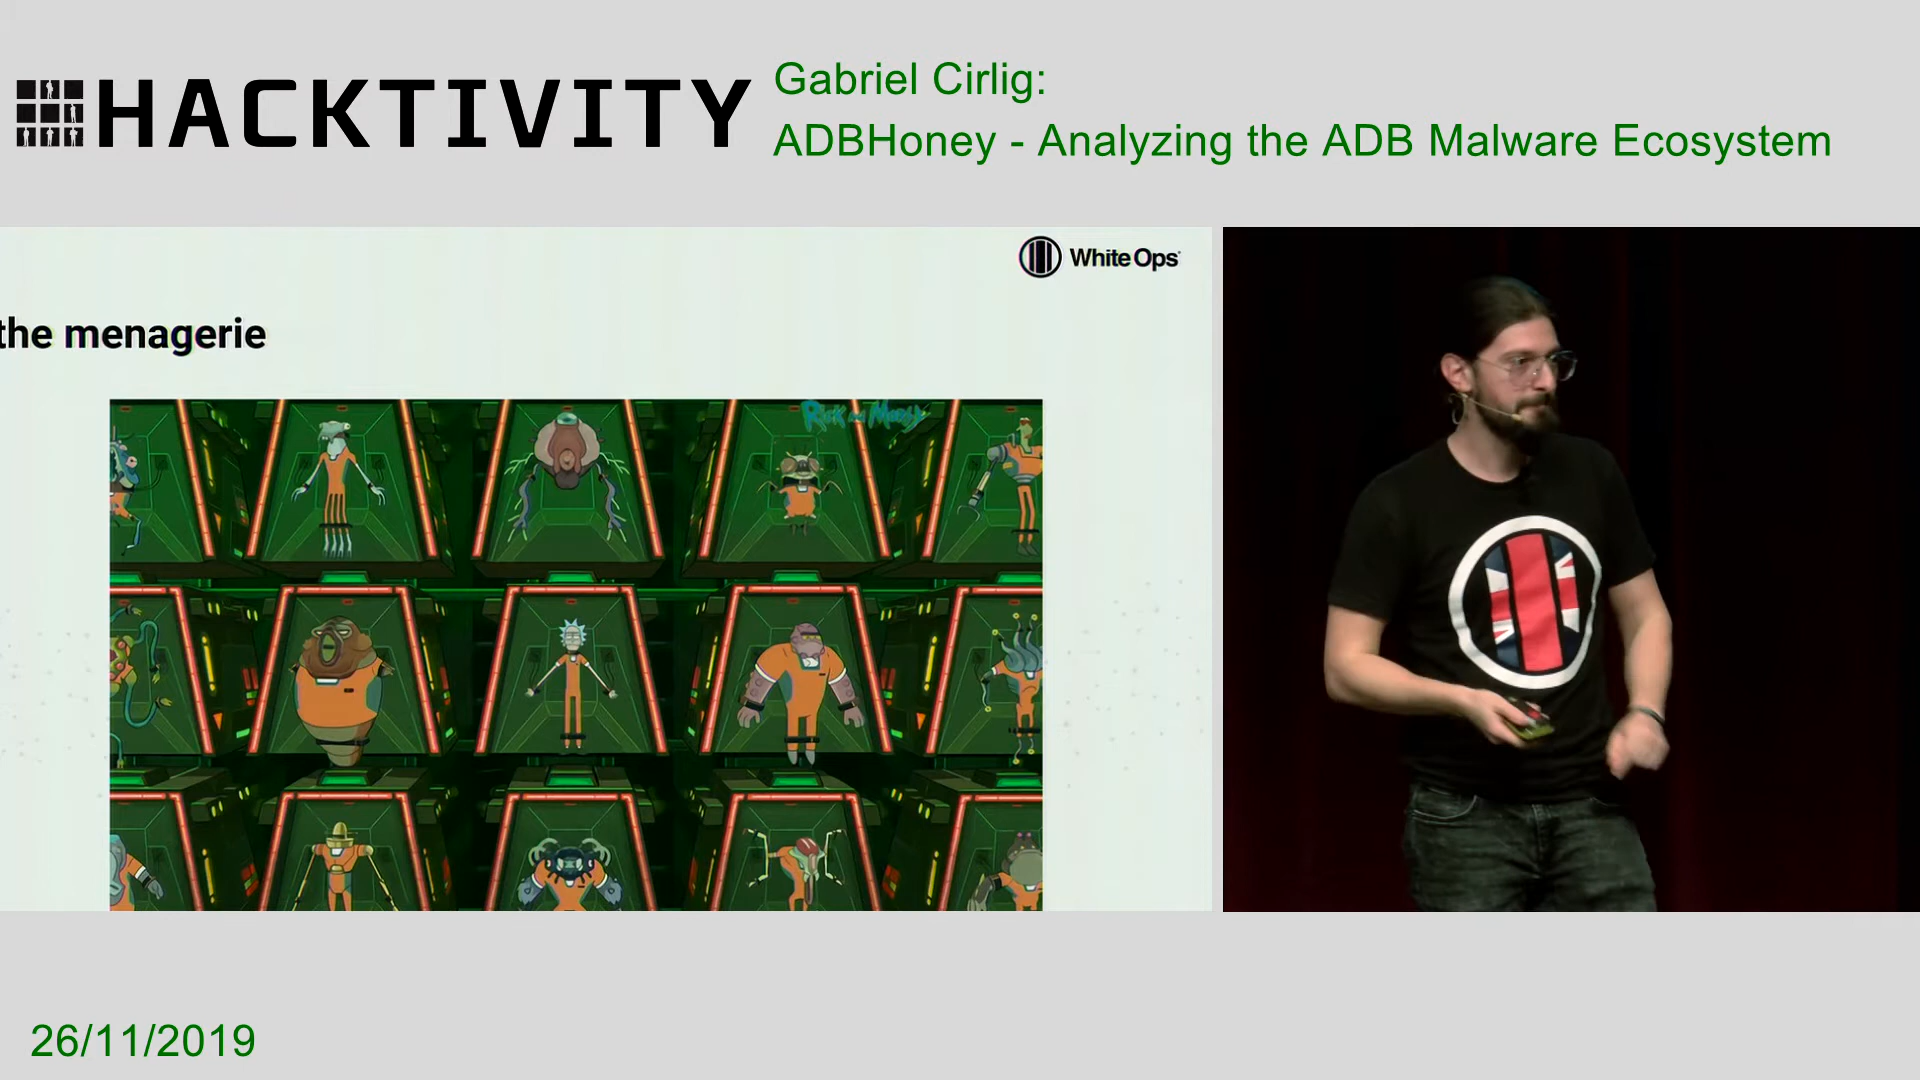 HACKTIVITY
Gabriel Cirlig:
ADBHoney - Analyzing the ADB Malware Ecosystem
White Ops
the menagerie
Rick and Morty
26/11/2019